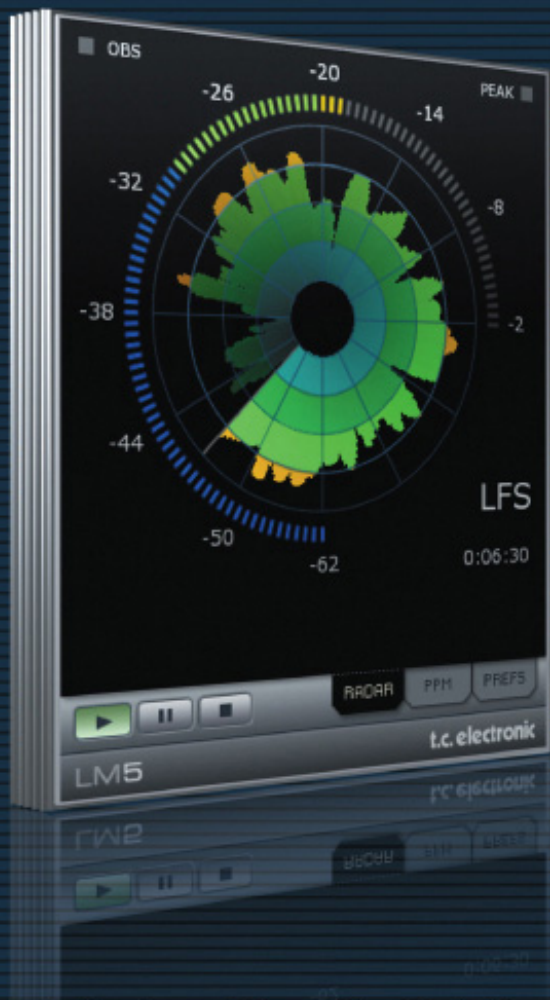 OBS
PEAK
-20
-26
-14
-32
-8
-38
-2
-44
-50
-62
LFS
0:06:30
RADAR
PPM
PREFS
t.c. electronic
LM5